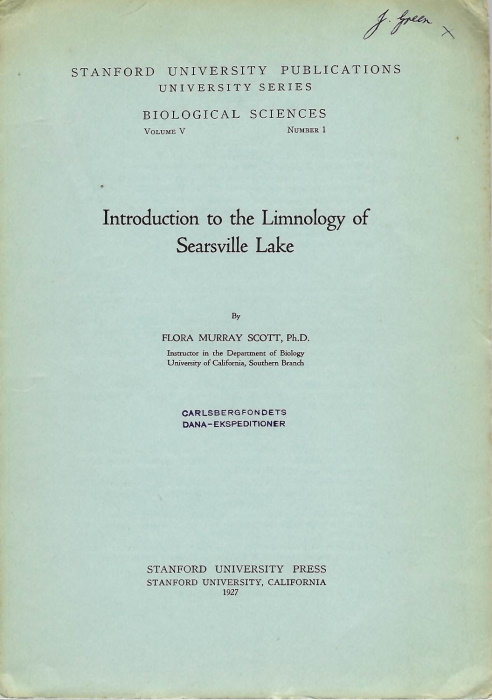 J. Green x
STANFORD UNIVERSITY PUBLICATIONS
UNIVERSITY SERIES
BIOLOGICAL SCIENCES
VOLUME V NUMBER 1
Introduction to the Limnology of
Searsville Lake
By
FLORA MURRAY SCOTT, Ph.D.
Instructor in the Department of Biology
University of California, Southern Branch
CARLSBERGFONDETS
DANA-EKSPEDITIONER
STANFORD UNIVERSITY PRESS
STANFORD UNIVERSITY, CALIFORNIA
1927